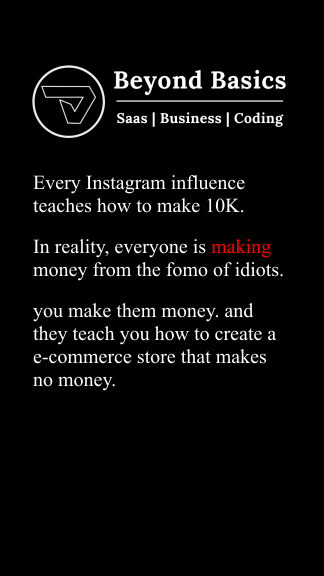 Beyond Basics
Saas | Business | Coding
Every Instagram influence
teaches how to make 10K.
In reality, everyone is making
money from the fomo of idiots.
you make them money. and
they teach you how to create a
e-commerce store that makes
no money.